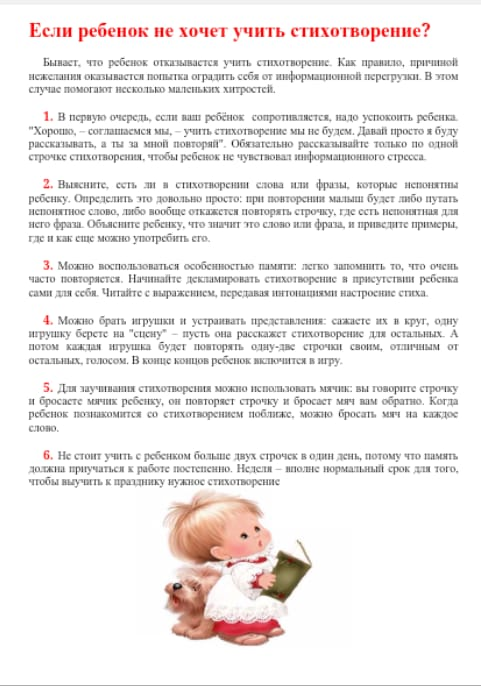 Если ребенок не хочет учить стихотворение?
Бывает, что ребенок отказывается учить стихотворение. Как правило, причиной
нежелания оказывается попытка оградить себя от информационной перегрузки. В этом
случае помогают несколько маленьких хитростей.
1. В первую очередь, если ваш ребёнок сопротивляется, надо успокоить ребенка.
"Хорошо, – соглашаемся мы, – учить стихотворение мы не будем. Давай просто я буду
рассказывать, а ты за мной повторяй". Обязательно рассказывайте только по одной
строчке стихотворения, чтобы ребенок не чувствовал информационного стресса.
2. Выясните, есть ли в стихотворении слова или фразы, которые непонятны
ребенку. Определить это довольно просто: при повторении малыш будет либо путать
непонятное слово, либо вообще откажется повторять строчку, где есть непонятная для
него фраза. Объясните ребенку, что значит это слово или фраза, и приведите примеры,
где и как еще можно употребить его.
3. Можно воспользоваться особенностью памяти: легко запомнить то, что очень
часто повторяется. Начинайте декламировать стихотворение в присутствии ребенка
сами для себя. Читайте с выражением, передавая интонациями настроение стиха.
4. Можно брать игрушки и устраивать представления: сажаете их в круг, одну
игрушку берете на "сцену" – пусть она расскажет стихотворение для остальных. А
потом каждая игрушка будет повторять одну-две строчки своим, отличным от
остальных, голосом. В конце концов ребенок включится в игру.
5. Для заучивания стихотворения можно использовать мячик: вы говорите строчку
и бросаете мячик ребенку, он повторяет строчку и бросает мяч вам обратно. Когда
ребенок познакомится со стихотворением поближе, можно бросать мяч на каждое
слово.
6. Не стоит учить с ребенком больше двух строчек в один день, потому что память
должна приучаться к работе постепенно. Неделя – вполне нормальный срок для того,
чтобы выучить к празднику нужное стихотворение